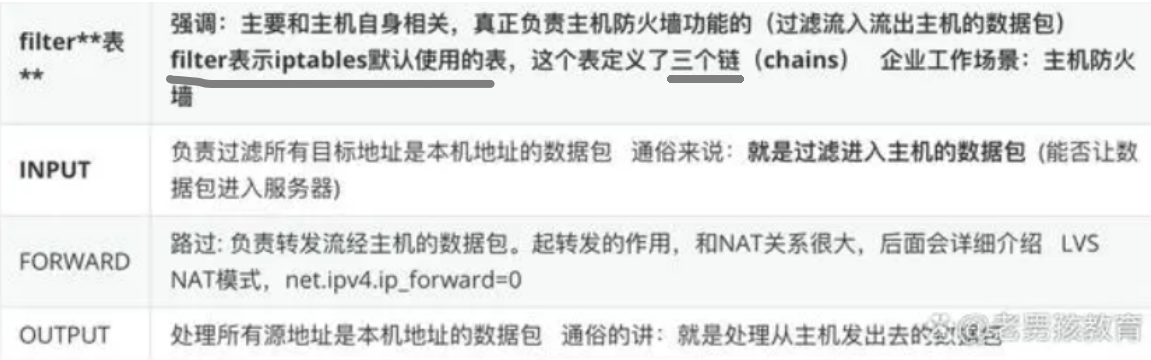 filter**表
**
强调：主要和主机自身相关，真正负责主机防火墙功能的（过滤流入流出主机的数据包）
filter表示iptables默认使用的表，这个表定义了三个链（chains） 企业工作场景：主机防火
墙
INPUT
负责过滤所有目标地址是本机地址的数据包 通俗来说：就是过滤进入主机的数据包 (能否让数
据包进入服务器)
FORWARD
路过: 负责转发流经主机的数据包。起转发的作用，和NAT关系很大，后面会详细介绍 LVS
NAT模式，net.ipv4.ip_forward=0
OUTPUT
处理所有源地址是本机地址的数据包 通俗的讲：就是处理从主机发出去的数据包
@老男孩教育